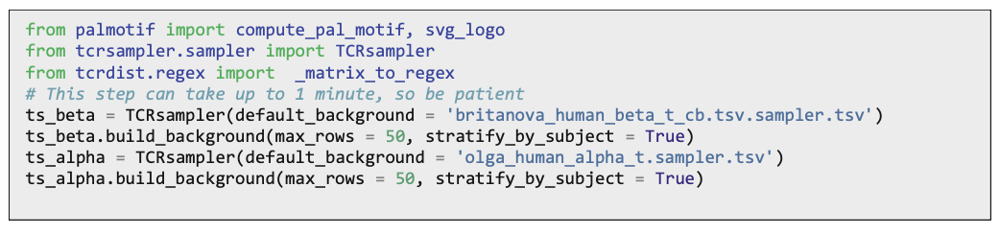 from palmotif import compute_pal_motif, svg_logo
from tcrsampler.sampler import TCRsampler
from tcrdist.regex import  _matrix_to_regex
# This step can take up to 1 minute, so be patient
ts_beta = TCRsampler(default_background = 'britanova_human_beta_t_cb.tsv.sampler.tsv')
ts_beta.build_background(max_rows = 50, stratify_by_subject = True)
ts_alpha = TCRsampler(default_background = 'olga_human_alpha_t.sampler.tsv')
ts_alpha.build_background(max_rows = 50, stratify_by_subject = True)